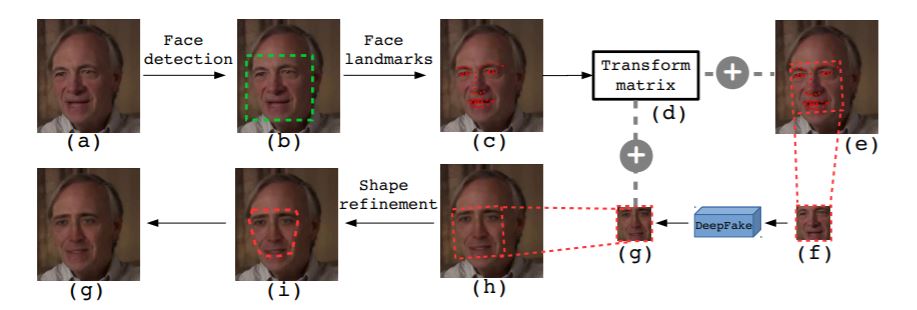 Face
detection
Face
landmarks
Transform
matrix
(a)
(b)
(c)
(d)
(e)
Shape
refinement
DeepFake
(g)
(i)
(h)
(g)
(f)